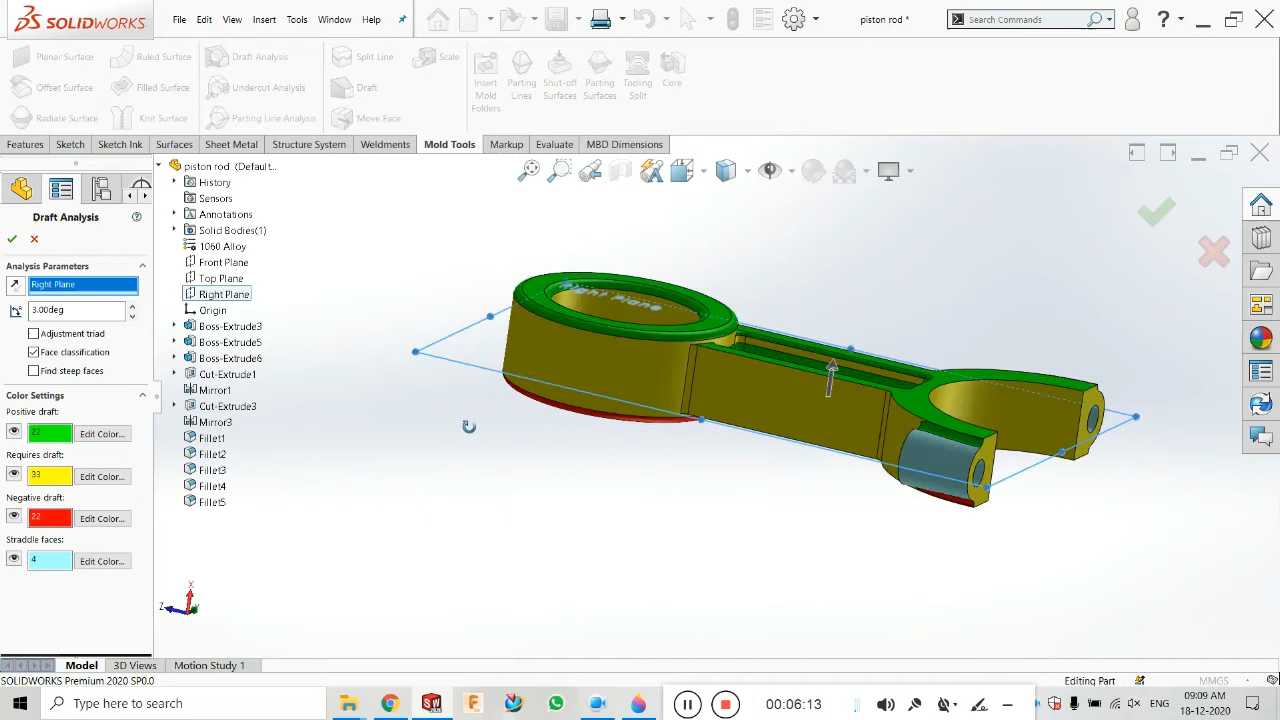 SOLIDWORKS File Edit View Insert Tools Window Help piston rod * Search Commands ?
Planar Surface Ruled Surface Draft Analysis Split Line Scale
Offset Surface Filled Surface Undercut Analysis Draft
Radiate Surface Knit Surface Parting Line Analysis Move Face
Insert Mold Folders
Parting Lines
Shut-off Surfaces
Parting Surfaces
Tooling Split
Core
Features Sketch Sketch Ink Surfaces Sheet Metal Structure System Weldments Mold Tools Markup Evaluate MBD Dimensions
Draft Analysis
Analysis Parameters
Right Plane
3.00deg
Adjustment triad
Face classification
Find steep faces
Color Settings
Positive draft:
22 Edit Color...
Requires draft:
33 Edit Color...
Negative draft:
22 Edit Color...
Straddle faces:
4 Edit Color...
piston rod (Default...
History
Sensors
Annotations
Solid Bodies(1)
1060 Alloy
Front Plane
Top Plane
Right Plane
Origin
Boss-Extrude3
Boss-Extrude5
Boss-Extrude6
Cut-Extrude1
Mirror1
Cut-Extrude3
Mirror3
Fillet1
Fillet2
Fillet3
Fillet4
Fillet5
Right Plane
X
Z
Model 3D Views Motion Study 1
SOLIDWORKS Premium 2020 SP0.0 Editing Part MMGS
Type here to search 00:06:13 ENG 09:09 AM
18-12-2020